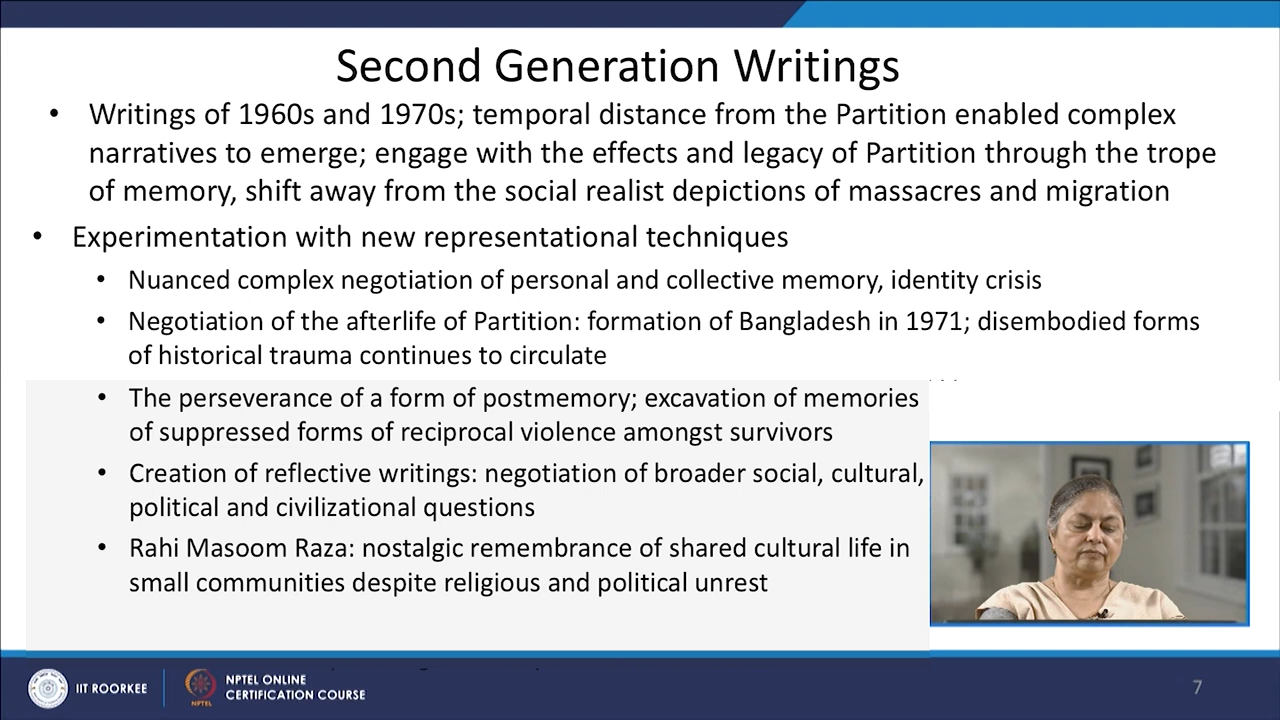 Second Generation Writings
• Writings of 1960s and 1970s; temporal distance from the Partition enabled complex
narratives to emerge; engage with the effects and legacy of Partition through the trope
of memory, shift away from the social realist depictions of massacres and migration
• Experimentation with new representational techniques
• Nuanced complex negotiation of personal and collective memory, identity crisis
• Negotiation of the afterlife of Partition: formation of Bangladesh in 1971; disembodied forms
of historical trauma continues to circulate
• The perseverance of a form of postmemory; excavation of memories
of suppressed forms of reciprocal violence amongst survivors
• Creation of reflective writings: negotiation of broader social, cultural,
political and civilizational questions
• Rahi Masoom Raza: nostalgic remembrance of shared cultural life in
small communities despite religious and political unrest
IIT ROORKEE
NPTEL
NPTEL ONLINE
CERTIFICATION COURSE
7